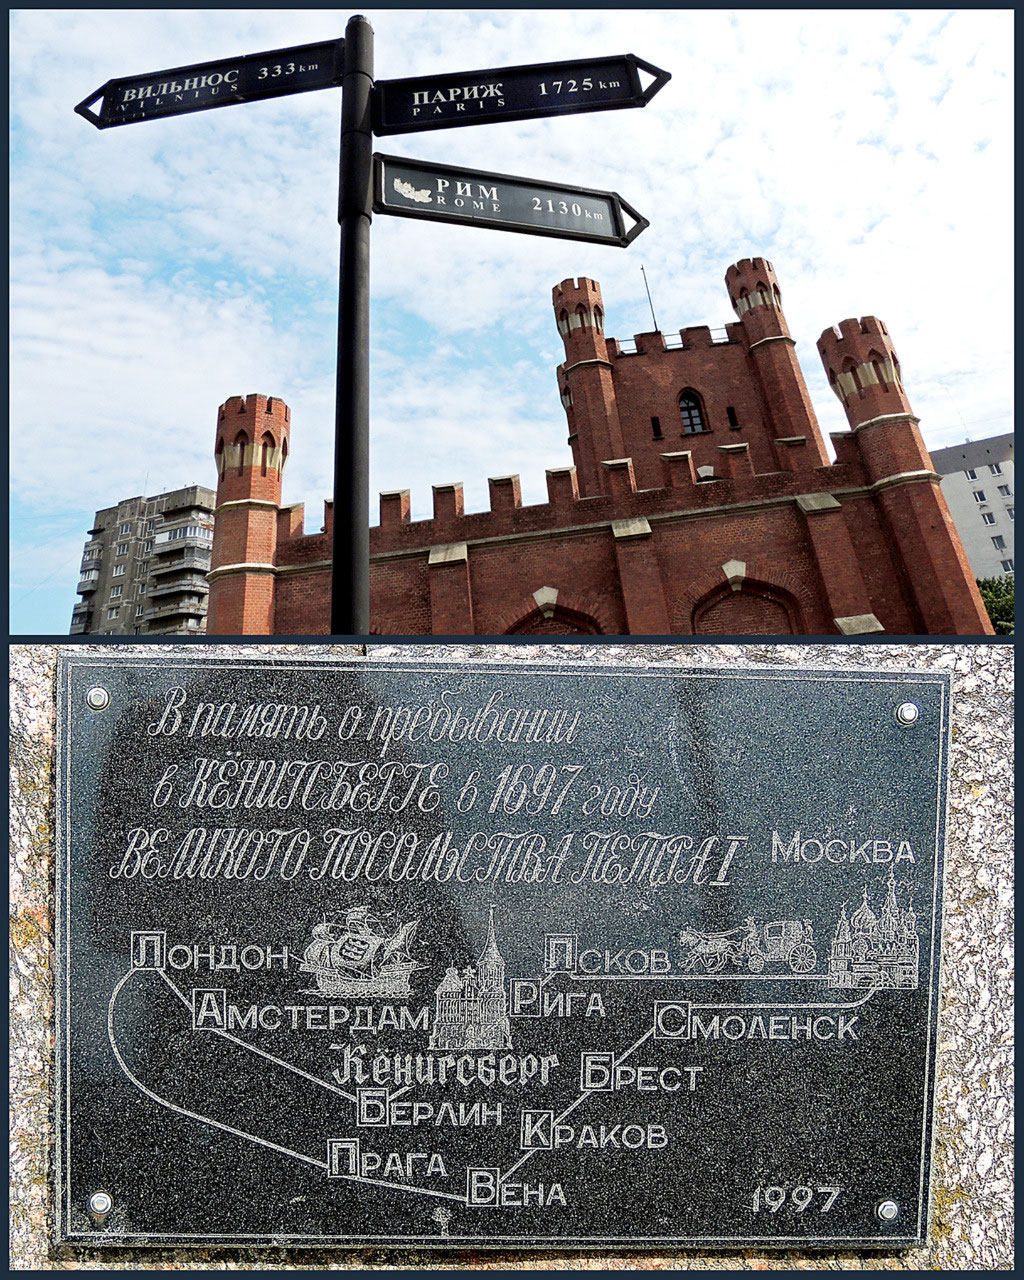 ВИЛЬНЮС 333 km
VILNIUS
ПАРИЖ 1725 km
PARIS
РИМ 2130 km
ROME
В память о пребывании
в КЁНИГСБЕРГЕ в 1697 году
ВЕЛИКОГО ПОСОЛЬСТВА ПЕТРА I
МОСКВА
ЛОНДОН
ПСКОВ
АМСТЕРДАМ
РИГА
СМОЛЕНСК
Кёнигсберг
БРЕСТ
БЕРЛИН
КРАКОВ
ПРАГА
ВЕНА
1997